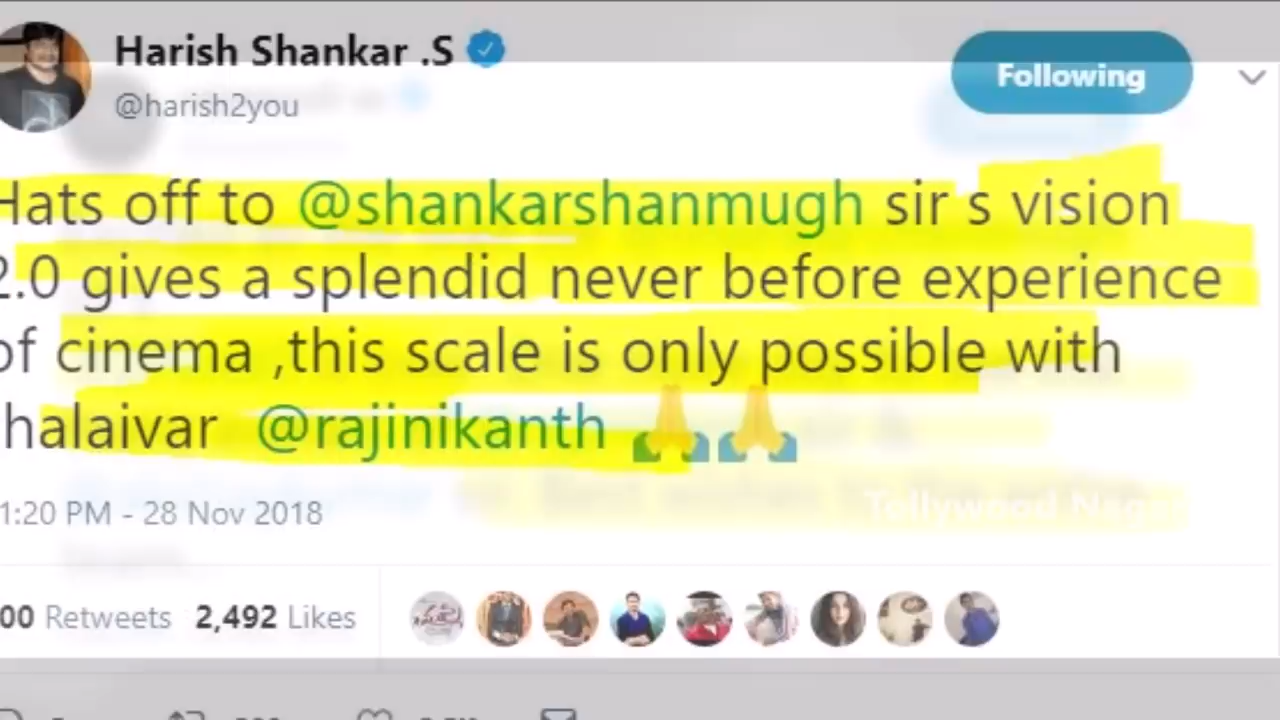 Harish Shankar .S
@harish2you
Following
Hats off to @shankarshanmugh sir s vision
2.0 gives a splendid never before experience
of cinema ,this scale is only possible with
halaivar @rajinikanth 🙏🙏
1:20 PM - 28 Nov 2018
Tollywood Naga
00 Retweets 2,492 Likes